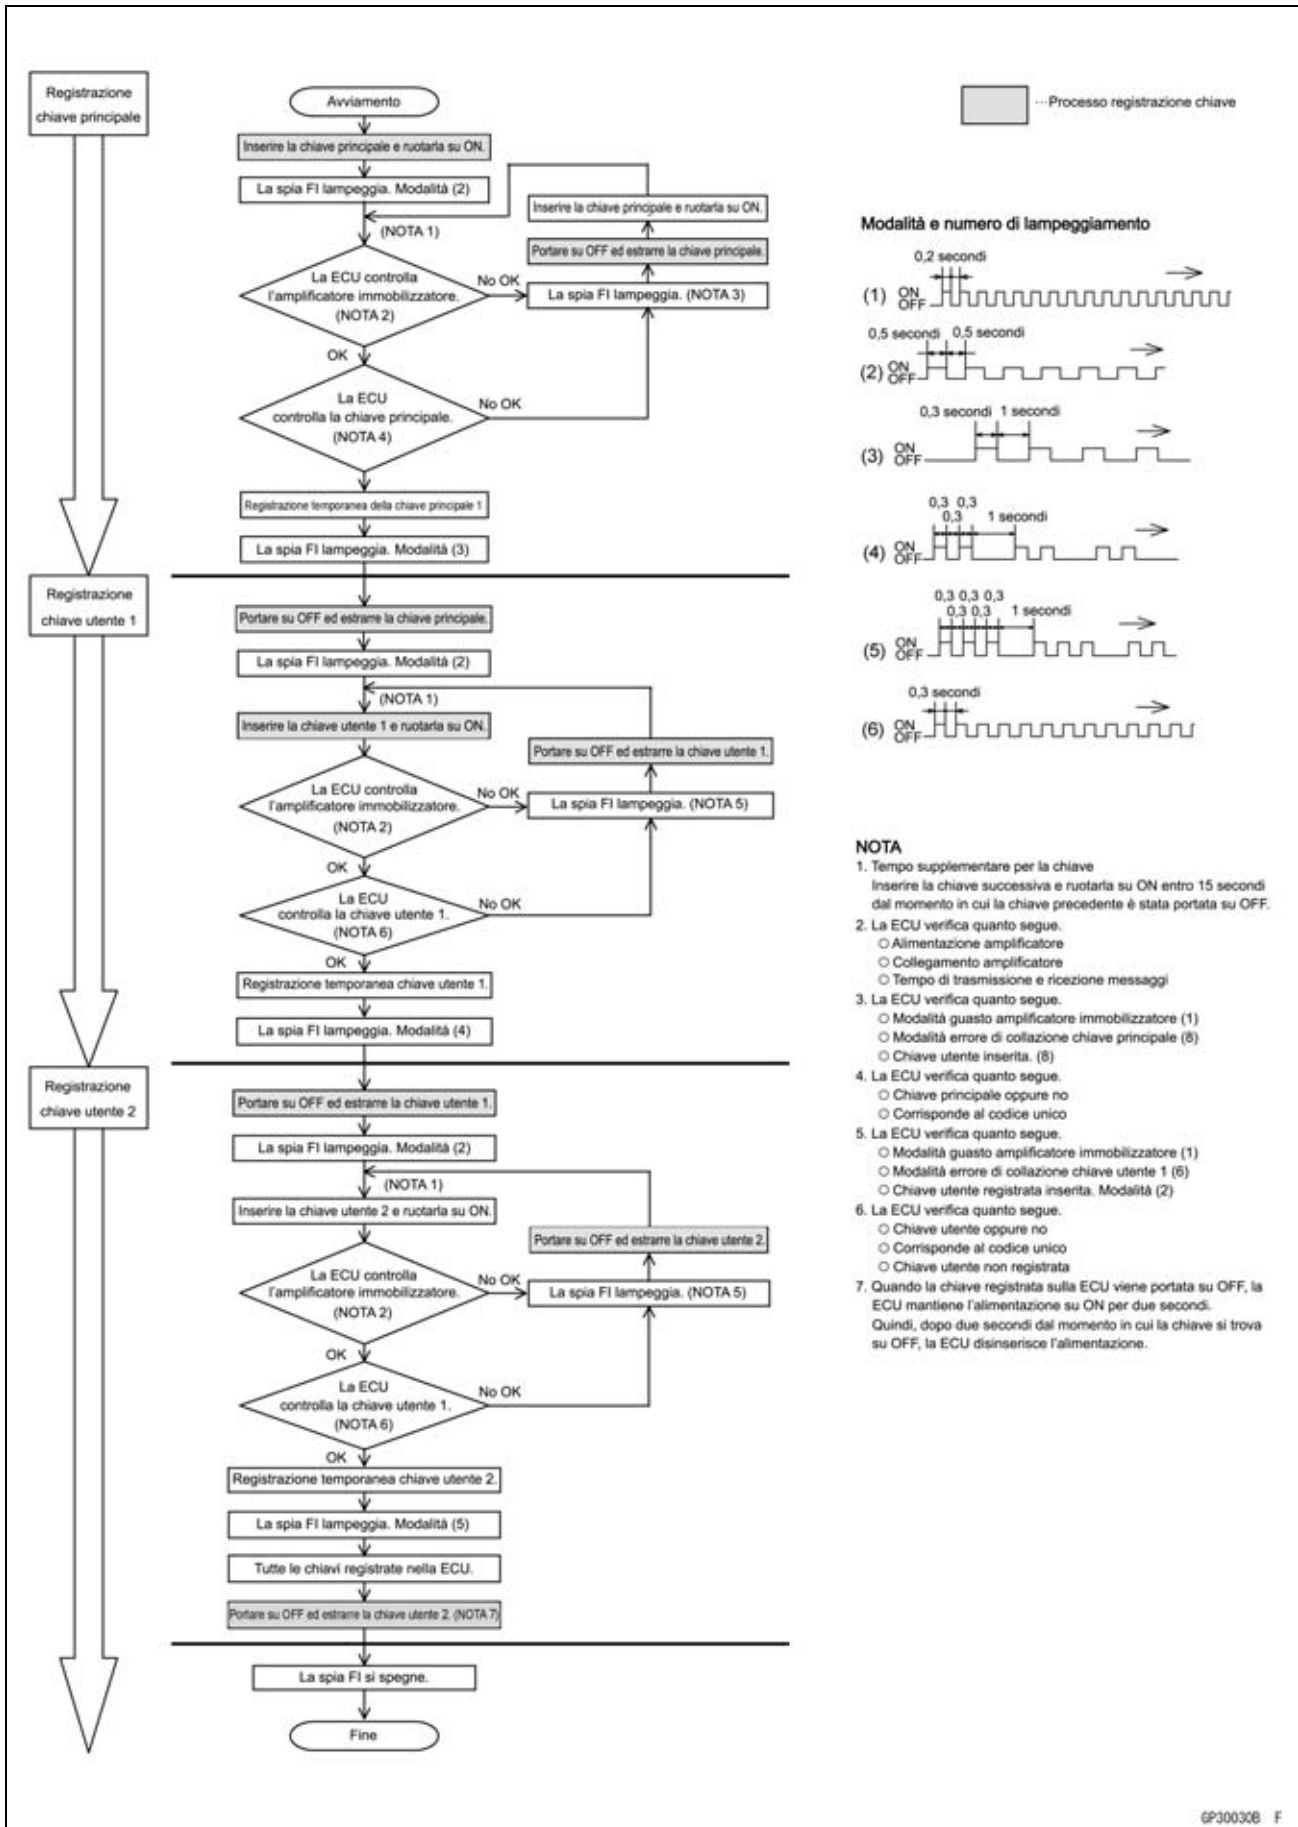 Registrazione
chiave principale
Avviamento
Inserire la chiave principale e ruotarla su ON.
La spia FI lampeggia. Modalità (2)
(NOTA 1)
Inserire la chiave principale e ruotarla su ON.
Portare su OFF ed estrarre la chiave principale.
La ECU controlla
l'amplificatore immobilizzatore.
(NOTA 2)
No OK
La spia FI lampeggia. (NOTA 3)
OK
La ECU
controlla la chiave principale.
(NOTA 4)
No OK
Registrazione temporanea della chiave principale 1
La spia FI lampeggia. Modalità (3)
Registrazione
chiave utente 1
Portare su OFF ed estrarre la chiave principale.
La spia FI lampeggia. Modalità (2)
(NOTA 1)
Inserire la chiave utente 1 e ruotarla su ON.
Portare su OFF ed estrarre la chiave utente 1.
La ECU controlla
l'amplificatore immobilizzatore.
(NOTA 2)
No OK
La spia FI lampeggia. (NOTA 5)
OK
La ECU
controlla la chiave utente 1.
(NOTA 6)
No OK
OK
Registrazione temporanea chiave utente 1.
La spia FI lampeggia. Modalità (4)
Registrazione
chiave utente 2
Portare su OFF ed estrarre la chiave utente 1.
La spia FI lampeggia. Modalità (2)
(NOTA 1)
Inserire la chiave utente 2 e ruotarla su ON.
Portare su OFF ed estrarre la chiave utente 2.
La ECU controlla
l'amplificatore immobilizzatore.
(NOTA 2)
No OK
La spia FI lampeggia. (NOTA 5)
OK
La ECU
controlla la chiave utente 1.
(NOTA 6)
No OK
OK
Registrazione temporanea chiave utente 2.
La spia FI lampeggia. Modalità (5)
Tutte le chiavi registrate nella ECU.
Portare su OFF ed estrarre la chiave utente 2. (NOTA 7)
La spia FI si spegne.
Fine
···Processo registrazione chiave
Modalità e numero di lampeggiamento
0,2 secondi
(1) ON
OFF
0,5 secondi 0,5 secondi
(2) ON
OFF
0,3 secondi 1 secondi
(3) ON
OFF
0,3 0,3
0,3 1 secondi
(4) ON
OFF
0,3 0,3 0,3
0,3 0,3 1 secondi
(5) ON
OFF
0,3 secondi
(6) ON
OFF
NOTA
1. Tempo supplementare per la chiave
Inserire la chiave successiva e ruotarla su ON entro 15 secondi
dal momento in cui la chiave precedente è stata portata su OFF.
2. La ECU verifica quanto segue.
○ Alimentazione amplificatore
○ Collegamento amplificatore
○ Tempo di trasmissione e ricezione messaggi
3. La ECU verifica quanto segue.
○ Modalità guasto amplificatore immobilizzatore (1)
○ Modalità errore di collazione chiave principale (8)
○ Chiave utente inserita. (8)
4. La ECU verifica quanto segue.
○ Chiave principale oppure no
○ Corrisponde al codice unico
5. La ECU verifica quanto segue.
○ Modalità guasto amplificatore immobilizzatore (1)
○ Modalità errore di collazione chiave utente 1 (6)
○ Chiave utente registrata inserita. Modalità (2)
6. La ECU verifica quanto segue.
○ Chiave utente oppure no
○ Corrisponde al codice unico
○ Chiave utente non registrata
7. Quando la chiave registrata sulla ECU viene portata su OFF, la
ECU mantiene l'alimentazione su ON per due secondi.
Quindi, dopo due secondi dal momento in cui la chiave si trova
su OFF, la ECU disinserisce l'alimentazione.
GP30030B F